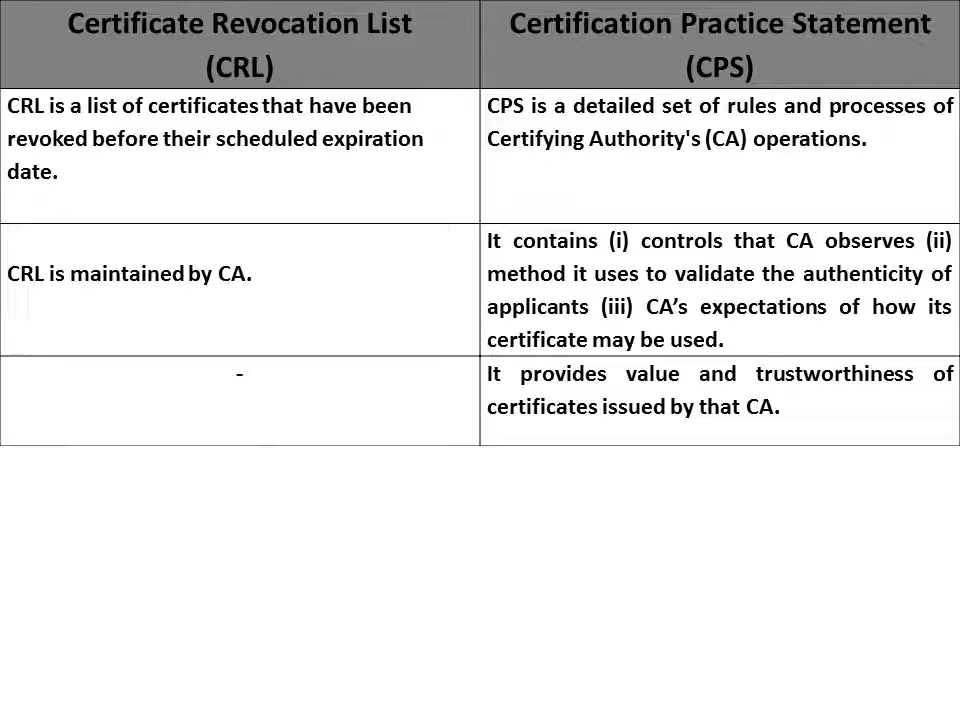 Certificate Revocation List
(CRL)
Certification Practice Statement
(CPS)
CRL is a list of certificates that have been
revoked before their scheduled expiration
date.
CPS is a detailed set of rules and processes of
Certifying Authority's (CA) operations.
CRL is maintained by CA.
It contains (i) controls that CA observes (ii)
method it uses to validate the authenticity of
applicants (iii) CA’s expectations of how its
certificate may be used.
-
It provides value and trustworthiness of
certificates issued by that CA.